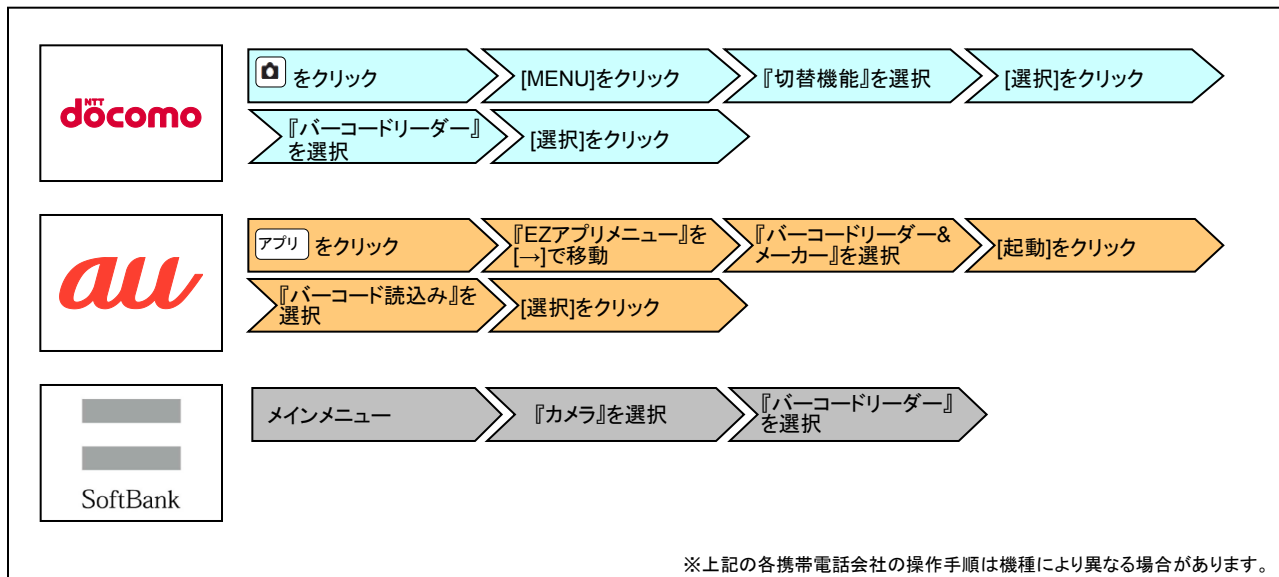 NTT
docomo
をクリック
[MENU]をクリック
『切替機能』を選択
[選択]をクリック
『バーコードリーダー』
を選択
[選択]をクリック
au
アプリ をクリック
『EZアプリメニュー』を
[→]で移動
『バーコードリーダー&
メーカー』を選択
[起動]をクリック
『バーコード読込み』を
選択
[選択]をクリック
SoftBank
メインメニュー
『カメラ』を選択
『バーコードリーダー』
を選択
※上記の各携帯電話会社の操作手順は機種により異なる場合があります。